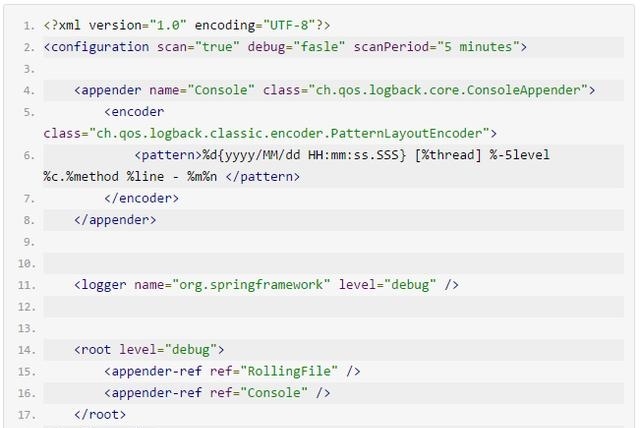 1. <?xml version="1.0" encoding="UTF-8"?>
2. <configuration scan="true" debug="fasle" scanPeriod="5 minutes">
3.
4.     <appender name="Console" class="ch.qos.logback.core.ConsoleAppender">
5.         <encoder
class="ch.qos.logback.classic.encoder.PatternLayoutEncoder">
6.             <pattern>%d{yyyy/MM/dd HH:mm:ss.SSS} [%thread] %-5level
%c.%method %line - %m%n </pattern>
7.         </encoder>
8.     </appender>
9.
10.
11.     <logger name="org.springframework" level="debug" />
12.
13.
14.     <root level="debug">
15.         <appender-ref ref="RollingFile" />
16.         <appender-ref ref="Console" />
17.     </root>